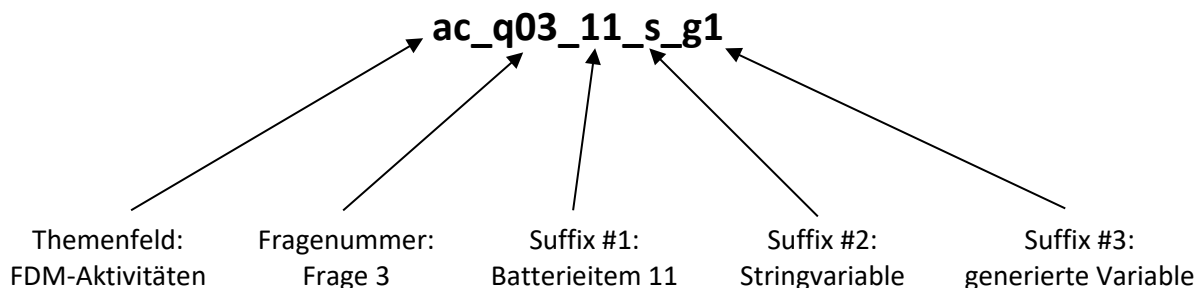 ac_q03_11_s_g1
Themenfeld:
FDM-Aktivitäten
Fragenummer:
Frage 3
Suffix #1:
Batterieitem 11
Suffix #2:
Stringvariable
Suffix #3:
generierte Variable